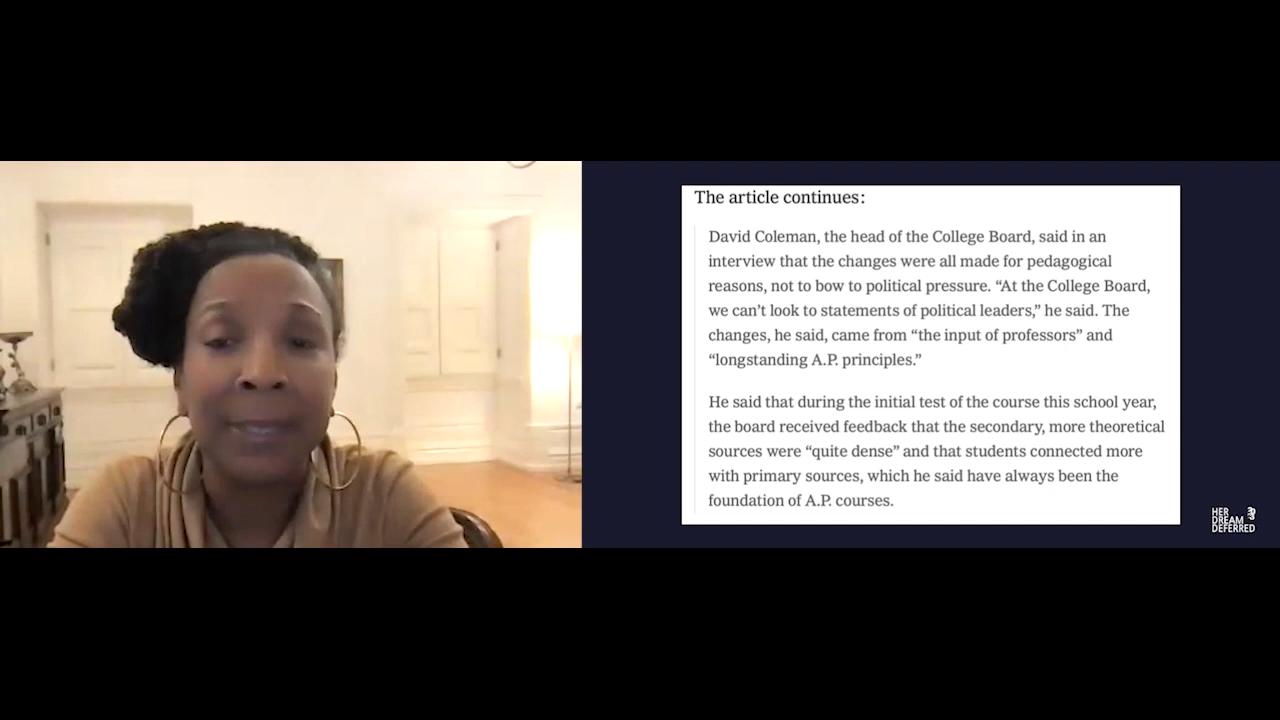 The article continues:
David Coleman, the head of the College Board, said in an
interview that the changes were all made for pedagogical
reasons, not to bow to political pressure. “At the College Board,
we can’t look to statements of political leaders,” he said. The
changes, he said, came from “the input of professors” and
“longstanding A.P. principles.”
He said that during the initial test of the course this school year,
the board received feedback that the secondary, more theoretical
sources were “quite dense” and that students connected more
with primary sources, which he said have always been the
foundation of A.P. courses.
HER
DREAM
DEFERRED